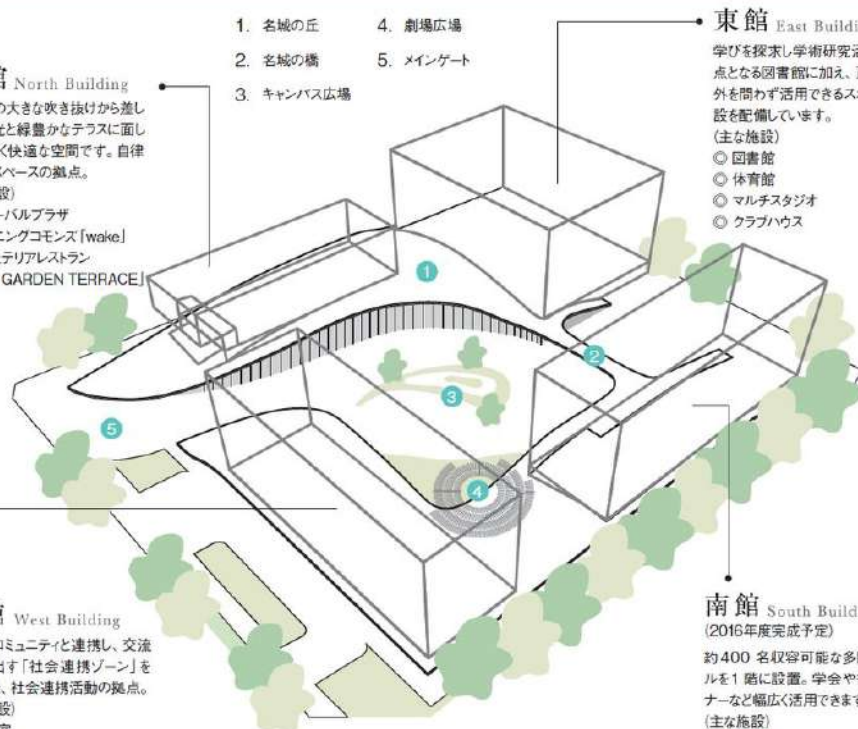 1. 名城の丘
2. 名城の橋
3. キャンパス広場
4. 劇場広場
5. メインゲート
館 North Building
の大きな吹き抜けから差し
光と緑豊かなテラスに面し
く快適な空間です。自律
スペースの拠点。
設)
ーバルプラザ
ニングコモンズ「wake」
ェテリアレストラン
GARDEN TERRACE」
東館 East Buildi
学びを探求し学術研究活
点となる図書館に加え、
外を問わず活用できるス
設を配備しています。
(主な施設)
◎ 図書館
◎ 体育館
◎ マルチスタジオ
◎ クラブハウス
1
2
3
4
5
館 West Building
コミュニティと連携し、交流
出す「社会連携ゾーン」を
、社会連携活動の拠点。
設)
南館 South Build
(2016年度完成予定)
約400 名収容可能な多
ルを1 階に設置。学会や
ナーなど幅広く活用できます
(主な施設)